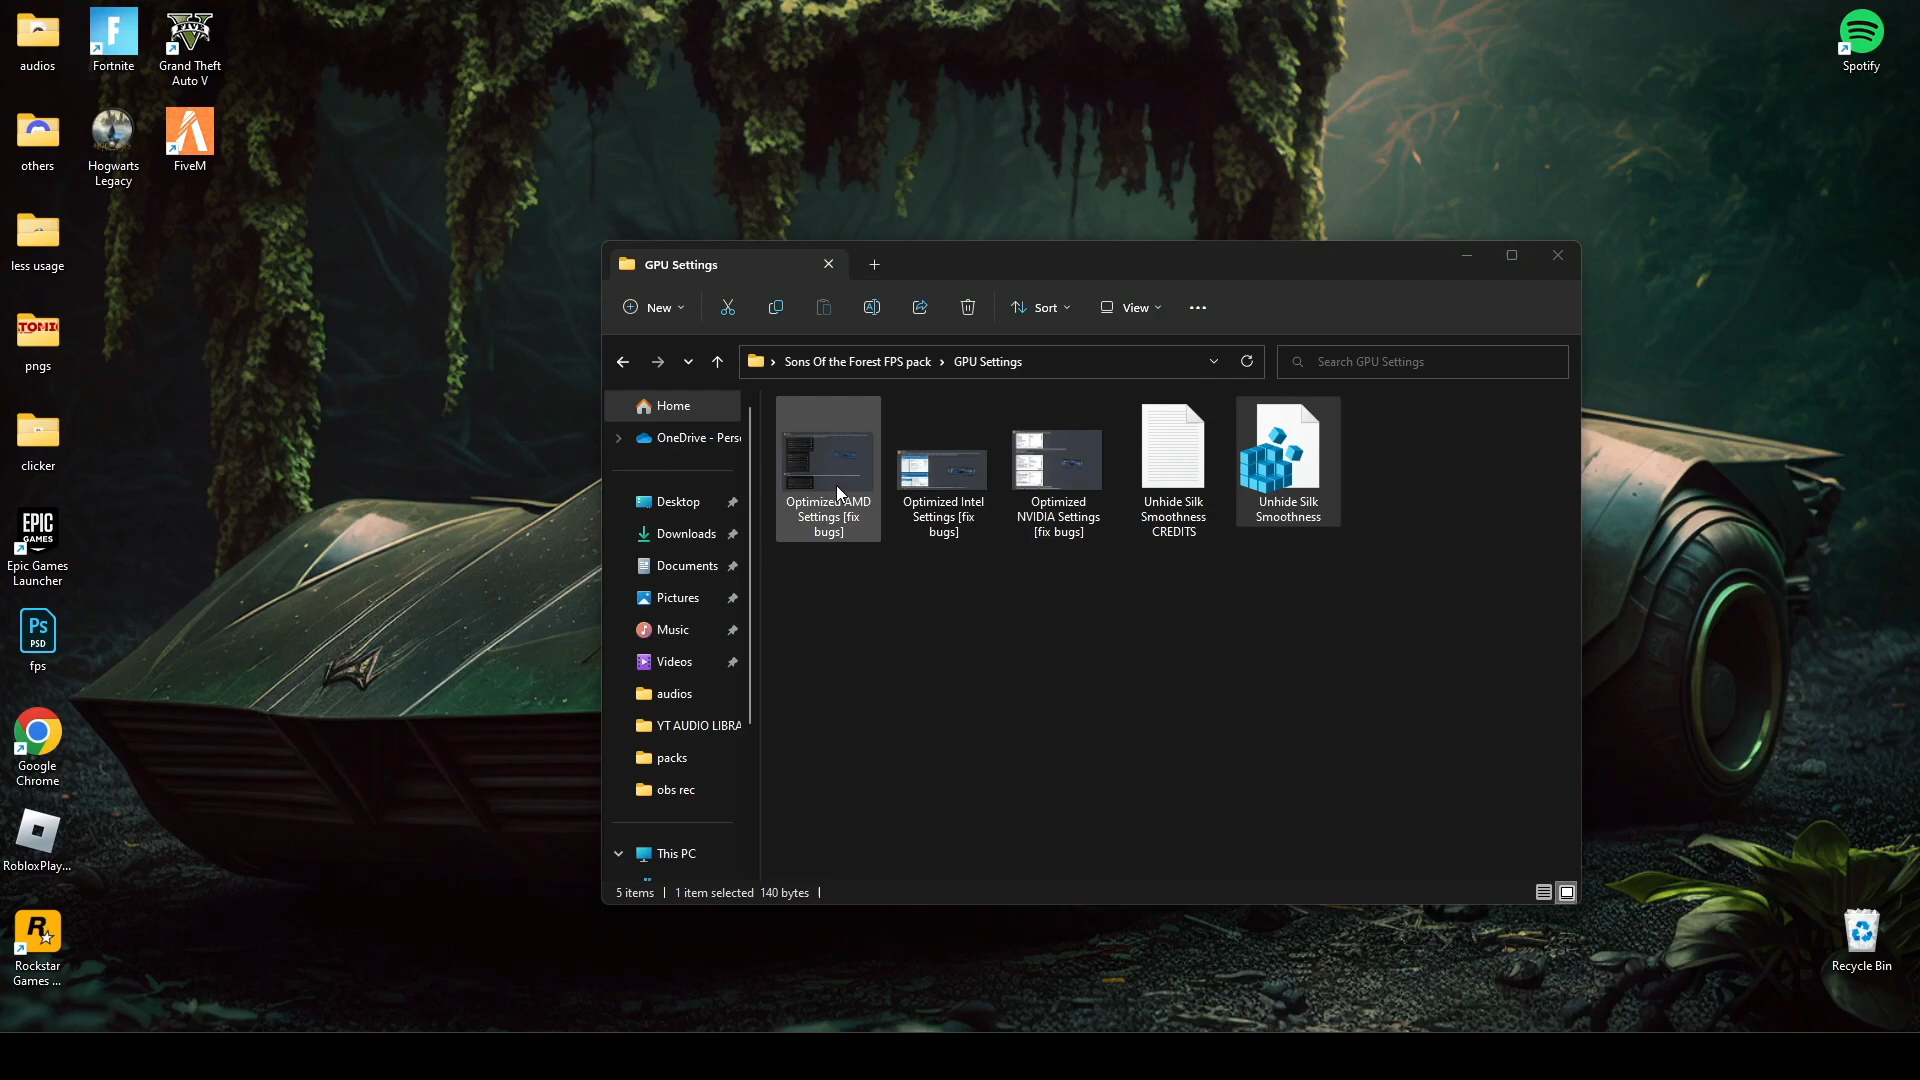 audios
Fortnite
Grand Theft
Auto V
others
Hogwarts
Legacy
FiveM
less usage
TOMIC
pngs
clicker
EPIC
GAMES
Epic Games
Launcher
Ps
PSD
fps
Google
Chrome
RobloxPlay...
Rockstar
Games ...
Spotify
Recycle Bin
GPU Settings
New
Sort
View
Sons Of the Forest FPS pack
GPU Settings
Search GPU Settings
Home
OneDrive - Perso
Desktop
Downloads
Documents
Pictures
Music
Videos
audios
YT AUDIO LIBRA
packs
obs rec
This PC
Optimized AMD
Settings [fix
bugs]
Optimized Intel
Settings [fix
bugs]
Optimized
NVIDIA Settings
[fix bugs]
Unhide Silk
Smoothness
CREDITS
Unhide Silk
Smoothness
5 items
1 item selected 140 bytes